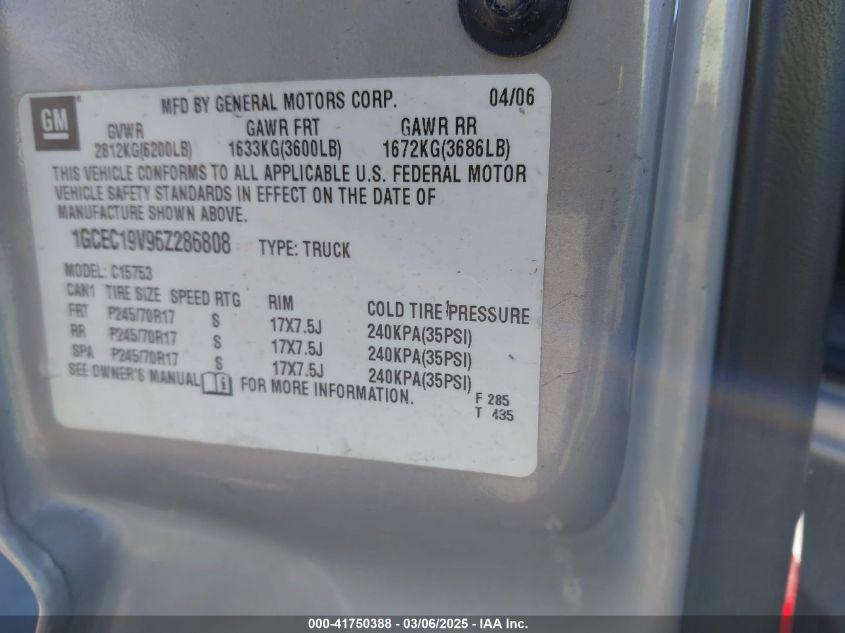 GM
MFD BY GENERAL MOTORS CORP. 04/06
GVWR GAWR FRT GAWR RR
2812KG(6200LB) 1633KG(3600LB) 1672KG(3686LB)
THIS VEHICLE CONFORMS TO ALL APPLICABLE U.S. FEDERAL MOTOR
VEHICLE SAFETY STANDARDS IN EFFECT ON THE DATE OF
MANUFACTURE SHOWN ABOVE.
1GCEC19V96Z286808 TYPE: TRUCK
MODEL: C15753
CAN1 TIRE SIZE SPEED RTG RIM COLD TIRE PRESSURE
FRT P245/70R17 S 17X7.5J 240KPA(35PSI)
RR P245/70R17 S 17X7.5J 240KPA(35PSI)
SPA P245/70R17 S 17X7.5J 240KPA(35PSI)
SEE OWNER'S MANUAL FOR MORE INFORMATION.
F 285
T 435
000-41750388 - 03/06/2025 - IAA Inc.